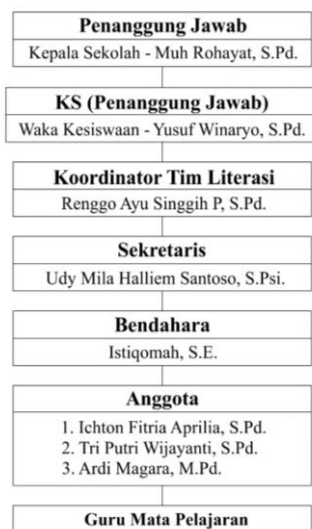 Penanggung Jawab
Kepala Sekolah - Muh Rohayat, S.Pd.
KS (Penanggung Jawab)
Waka Kesiswaan - Yusuf Winaryo, S.Pd.
Koordinator Tim Literasi
Renggo Ayu Singgih P, S.Pd.
Sekretaris
Udy Mila Halliem Santoso, S.Psi.
Bendahara
Istiqomah, S.E.
Anggota
1. Ichton Fitria Aprilia, S.Pd.
2. Tri Putri Wijayanti, S.Pd.
3. Ardi Magara, M.Pd.
Guru Mata Pelajaran